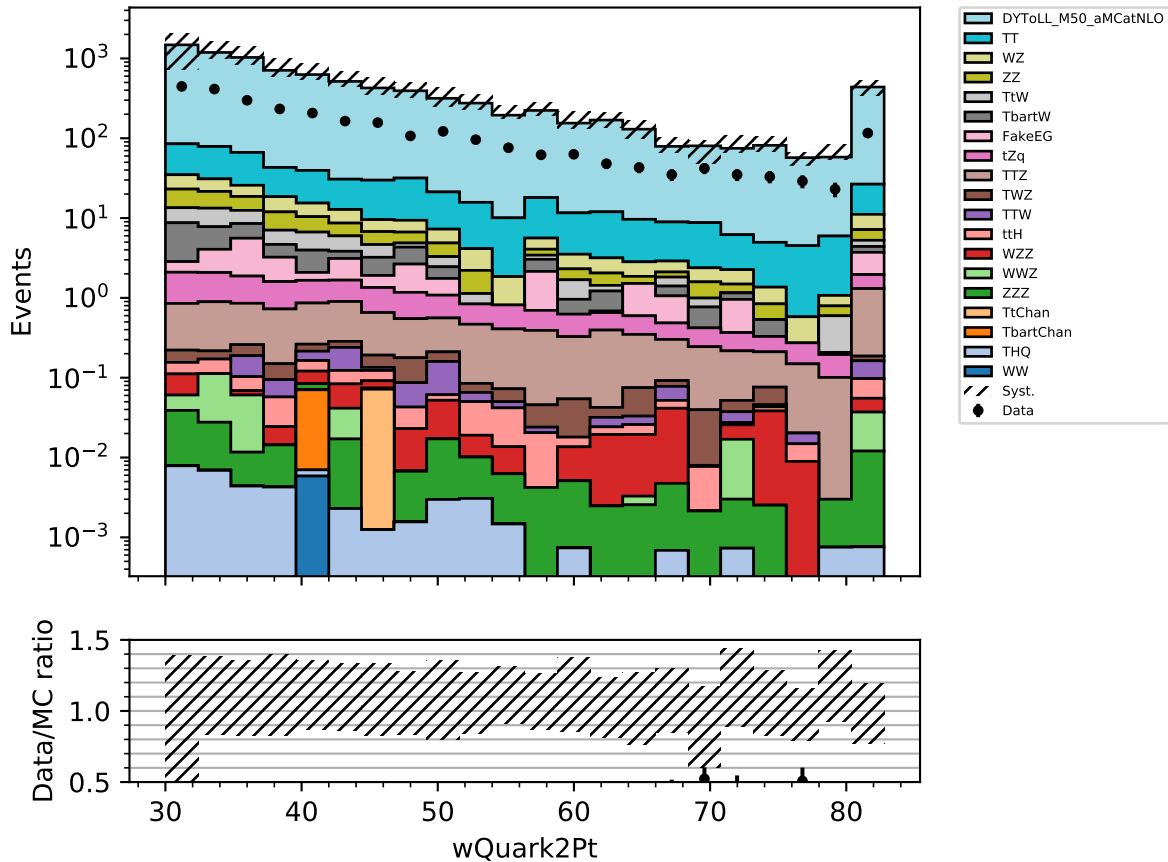 10³
10²
10¹
10⁰
10⁻¹
10⁻²
10⁻³
Events
DYToLL_M50_aMCatNLO
TT
WZ
ZZ
TtW
TbartW
FakeEG
tZq
TTZ
TWZ
TTW
ttH
WZZ
WWZ
ZZZ
TtChan
TbartChan
THQ
WW
Syst.
Data
1.5
1.0
0.5
Data/MC ratio
30 40 50 60 70 80
wQuark2Pt